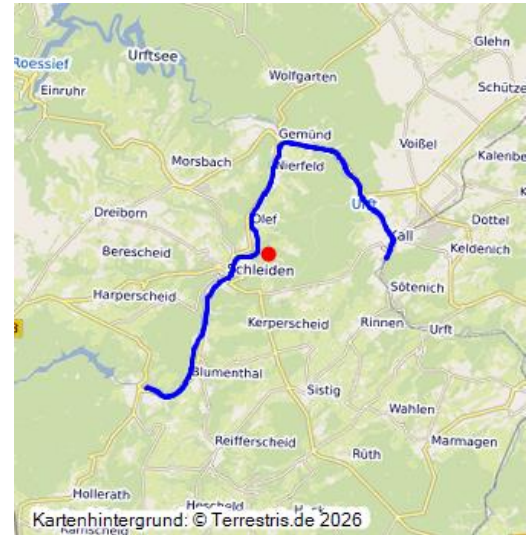 Glehn
Urftsee
Roessief
Wolfgarten
Einruhr
Schütze
Gemünd
Voißel
Morsbach
Nierfeld
Kalenbe
Urft
Dreiborn
Olef
Dottel
Kall
Berescheid
Keldenich
Schleiden
Harperscheid
Sötenich
Kerperscheid
Rinnen
Urft
Blumenthal
Sistig
Wahlen
Reifferscheid
Marmagen
Rüth
Hollerath
Kartenhintergrund: © Terrestris.de 2026